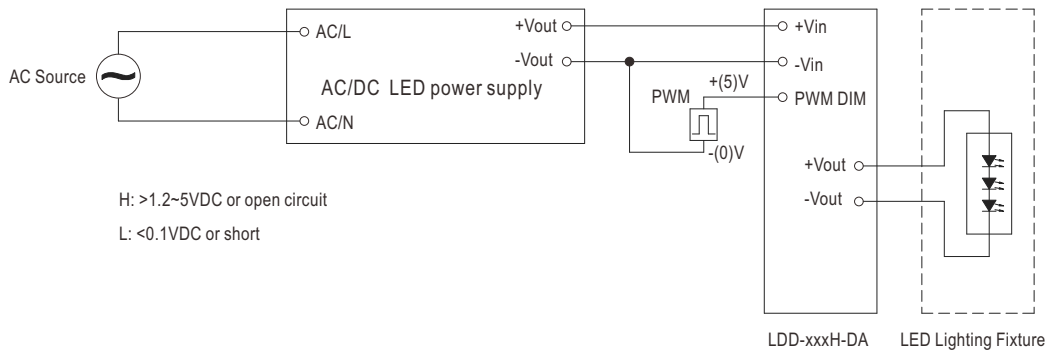 AC Source
AC/L
AC/N
AC/DC LED power supply
+Vout
-Vout
PWM
+(5)V
-(0)V
+Vin
-Vin
PWM DIM
+Vout
-Vout
H: >1.2~5VDC or open circuit
L: <0.1VDC or short
LDD-xxxH-DA
LED Lighting Fixture